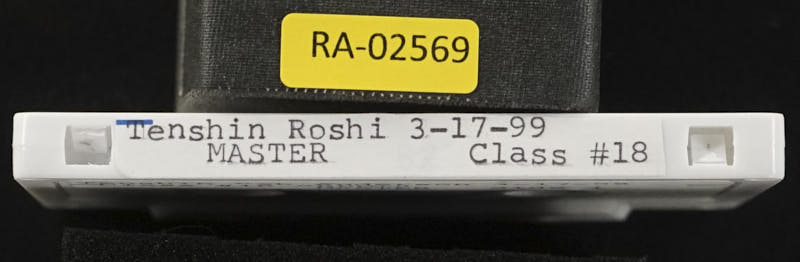 RA-02569
Tenshin Roshi 3-17-99
MASTER Class #18